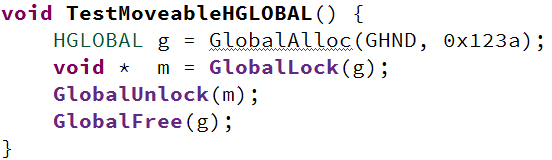 void TestMoveableHGLOBAL() {
    HGLOBAL g = GlobalAlloc(GHND, 0x123a);
    void *  m = GlobalLock(g);
    GlobalUnlock(m);
    GlobalFree(g);
}